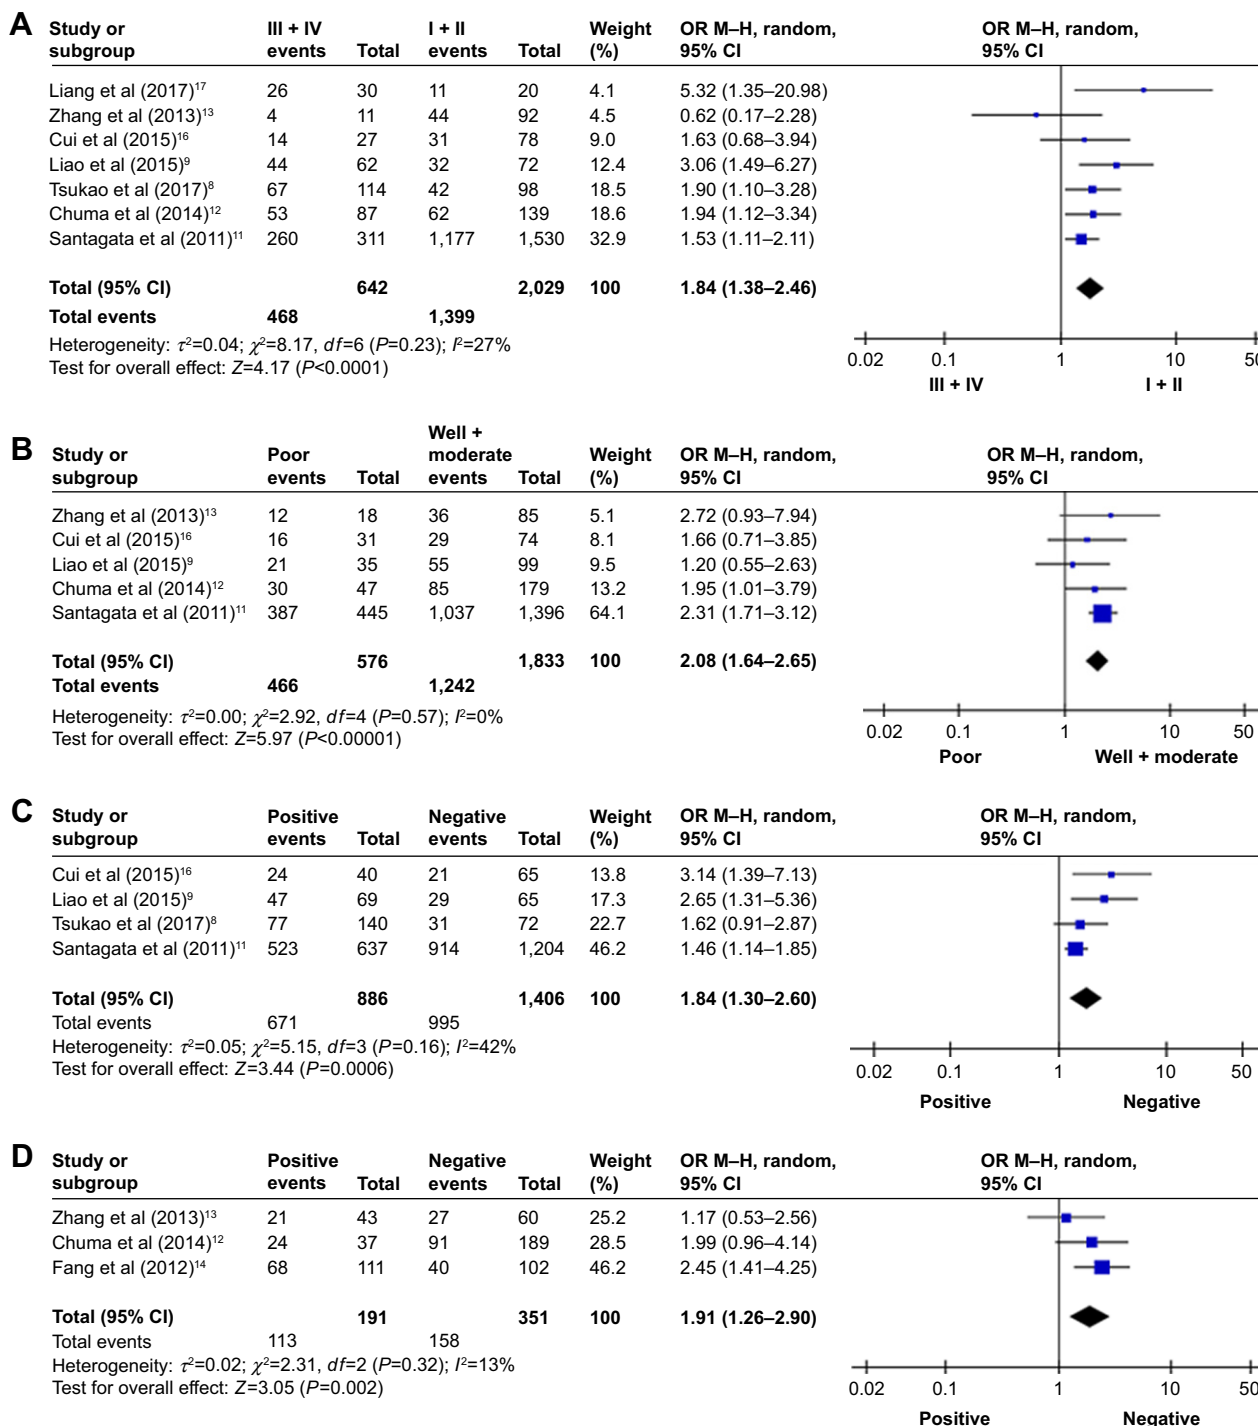 A Study or subgroup III + IV events Total I + II events Total Weight (%) OR M–H, random, 95% CI OR M–H, random, 95% CI
Liang et al (2017)17 26 30 11 20 4.1 5.32 (1.35–20.98)
Zhang et al (2013)13 4 11 44 92 4.5 0.62 (0.17–2.28)
Cui et al (2015)16 14 27 31 78 9.0 1.63 (0.68–3.94)
Liao et al (2015)9 44 62 32 72 12.4 3.06 (1.49–6.27)
Tsukao et al (2017)8 67 114 42 98 18.5 1.90 (1.10–3.28)
Chuma et al (2014)12 53 87 62 139 18.6 1.94 (1.12–3.34)
Santagata et al (2011)11 260 311 1,177 1,530 32.9 1.53 (1.11–2.11)
Total (95% CI) 642 2,029 100 1.84 (1.38–2.46)
Total events 468 1,399
Heterogeneity: τ²=0.04; χ²=8.17, df=6 (P=0.23); I²=27%
Test for overall effect: Z=4.17 (P<0.0001)
0.02 0.1 1 10 50
III + IV I + II
B Study or subgroup Poor events Total Well + moderate events Total Weight (%) OR M–H, random, 95% CI OR M–H, random, 95% CI
Zhang et al (2013)13 12 18 36 85 5.1 2.72 (0.93–7.94)
Cui et al (2015)16 16 31 29 74 8.1 1.66 (0.71–3.85)
Liao et al (2015)9 21 35 55 99 9.5 1.20 (0.55–2.63)
Chuma et al (2014)12 30 47 85 179 13.2 1.95 (1.01–3.79)
Santagata et al (2011)11 387 445 1,037 1,396 64.1 2.31 (1.71–3.12)
Total (95% CI) 576 1,833 100 2.08 (1.64–2.65)
Total events 466 1,242
Heterogeneity: τ²=0.00; χ²=2.92, df=4 (P=0.57); I²=0%
Test for overall effect: Z=5.97 (P<0.00001)
0.02 0.1 1 10 50
Poor Well + moderate
C Study or subgroup Positive events Total Negative events Total Weight (%) OR M–H, random, 95% CI OR M–H, random, 95% CI
Cui et al (2015)16 24 40 21 65 13.8 3.14 (1.39–7.13)
Liao et al (2015)9 47 69 29 65 17.3 2.65 (1.31–5.36)
Tsukao et al (2017)8 77 140 31 72 22.7 1.62 (0.91–2.87)
Santagata et al (2011)11 523 637 914 1,204 46.2 1.46 (1.14–1.85)
Total (95% CI) 886 1,406 100 1.84 (1.30–2.60)
Total events 671 995
Heterogeneity: τ²=0.05; χ²=5.15, df=3 (P=0.16); I²=42%
Test for overall effect: Z=3.44 (P=0.0006)
0.02 0.1 1 10 50
Positive Negative
D Study or subgroup Positive events Total Negative events Total Weight (%) OR M–H, random, 95% CI OR M–H, random, 95% CI
Zhang et al (2013)13 21 43 27 60 25.2 1.17 (0.53–2.56)
Chuma et al (2014)12 24 37 91 189 28.5 1.99 (0.96–4.14)
Fang et al (2012)14 68 111 40 102 46.2 2.45 (1.41–4.25)
Total (95% CI) 191 351 100 1.91 (1.26–2.90)
Total events 113 158
Heterogeneity: τ²=0.02; χ²=2.31, df=2 (P=0.32); I²=13%
Test for overall effect: Z=3.05 (P=0.002)
0.02 0.1 1 10 50
Positive Negative